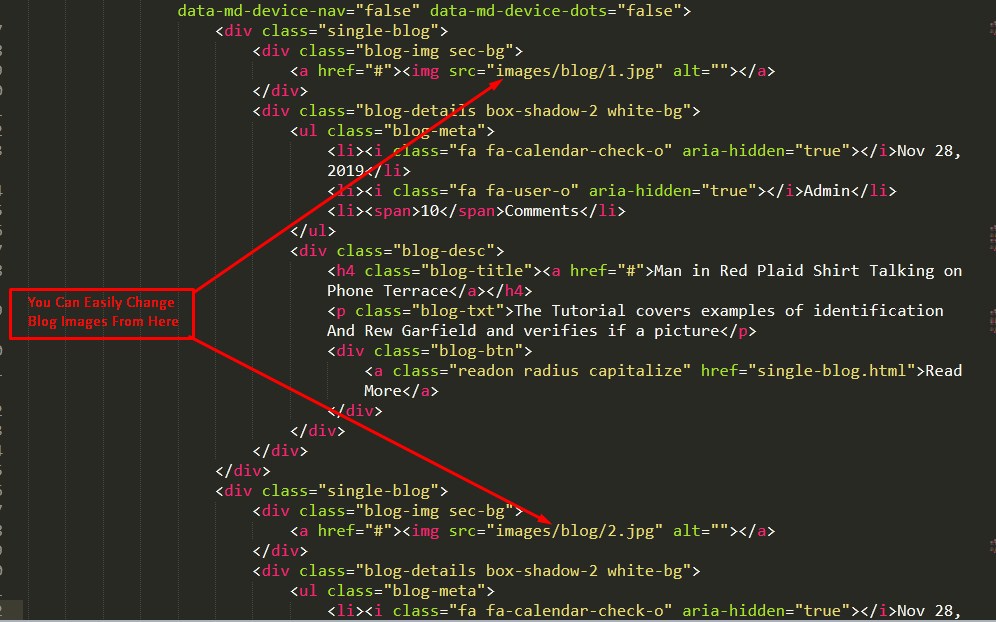 data-md-device-nav="false" data-md-device-dots="false">
<div class="single-blog">
<div class="blog-img sec-bg">
<a href="#"><img src="images/blog/1.jpg" alt=""></a>
</div>
<div class="blog-details box-shadow-2 white-bg">
<ul class="blog-meta">
<li><i class="fa fa-calendar-check-o" aria-hidden="true"></i>Nov 28,
2019</li>
<li><i class="fa fa-user-o" aria-hidden="true"></i>Admin</li>
<li><span>10</span>Comments</li>
</ul>
<div class="blog-desc">
<h4 class="blog-title"><a href="#">Man in Red Plaid Shirt Talking on
Phone Terrace</a></h4>
You Can Easily Change
Blog Images From Here
<p class="blog-txt">The Tutorial covers examples of identification
And Rew Garfield and verifies if a picture</p>
<div class="blog-btn">
<a class="readon radius capitalize" href="single-blog.html">Read
More</a>
</div>
</div>
</div>
</div>
<div class="single-blog">
<div class="blog-img sec-bg">
<a href="#"><img src="images/blog/2.jpg" alt=""></a>
</div>
<div class="blog-details box-shadow-2 white-bg">
<ul class="blog-meta">
<li><i class="fa fa-calendar-check-o" aria-hidden="true"></i>Nov 28,